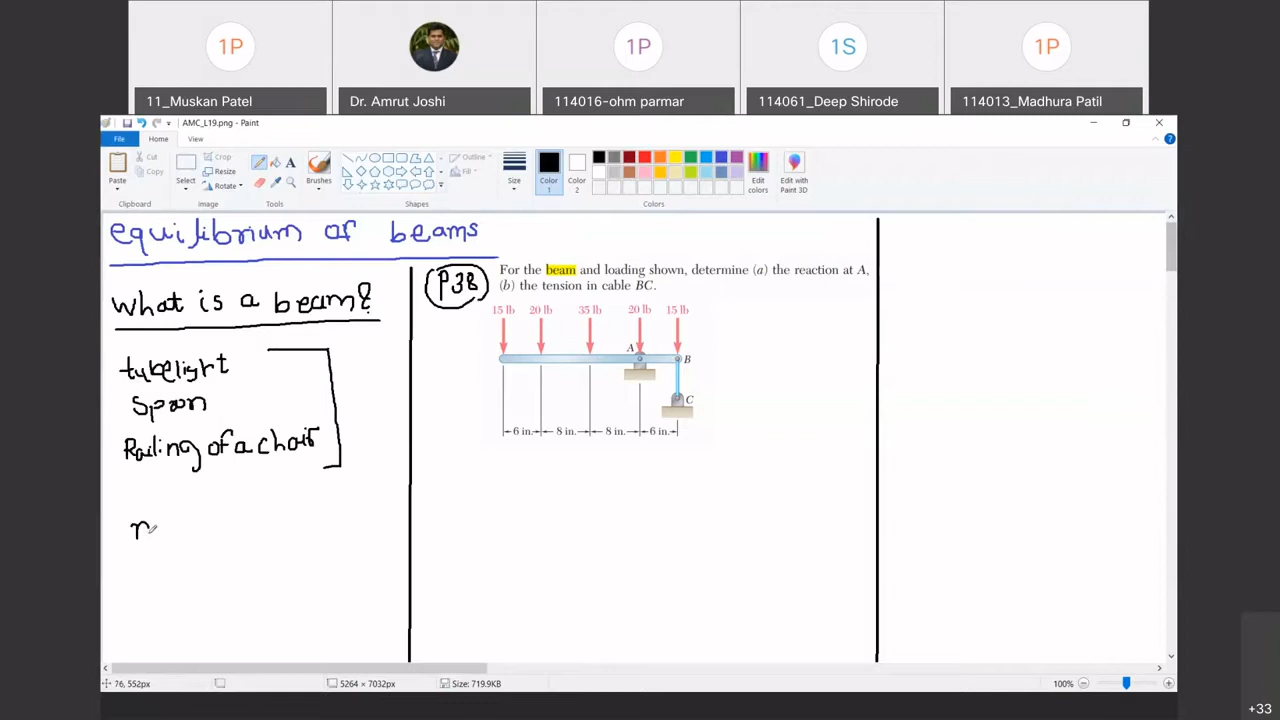 1P
1P
1S
1P
11_Muskan Patel
Dr. Amrut Joshi
114016-ohm parmar
114061_Deep Shirode
114013_Madhura Patil
AMC_L19.png - Paint
File
Home
View
Paste
Cut
Copy
Clipboard
Select
Crop
Resize
Rotate
Image
Tools
Brushes
Shapes
Outline
Fill
Size
Color 1
Color 2
Edit colors
Colors
Edit with Paint 3D
equilibrium of beams
What is a beam?
tubelight
Spoon
Railing of a chair
r
P38
For the beam and loading shown, determine (a) the reaction at A,
(b) the tension in cable BC.
15 lb 20 lb 35 lb 20 lb 15 lb
A
B
C
6 in. 8 in. 8 in. 6 in.
76, 552px
5264 × 7032px
Size: 719.9KB
100%
+33